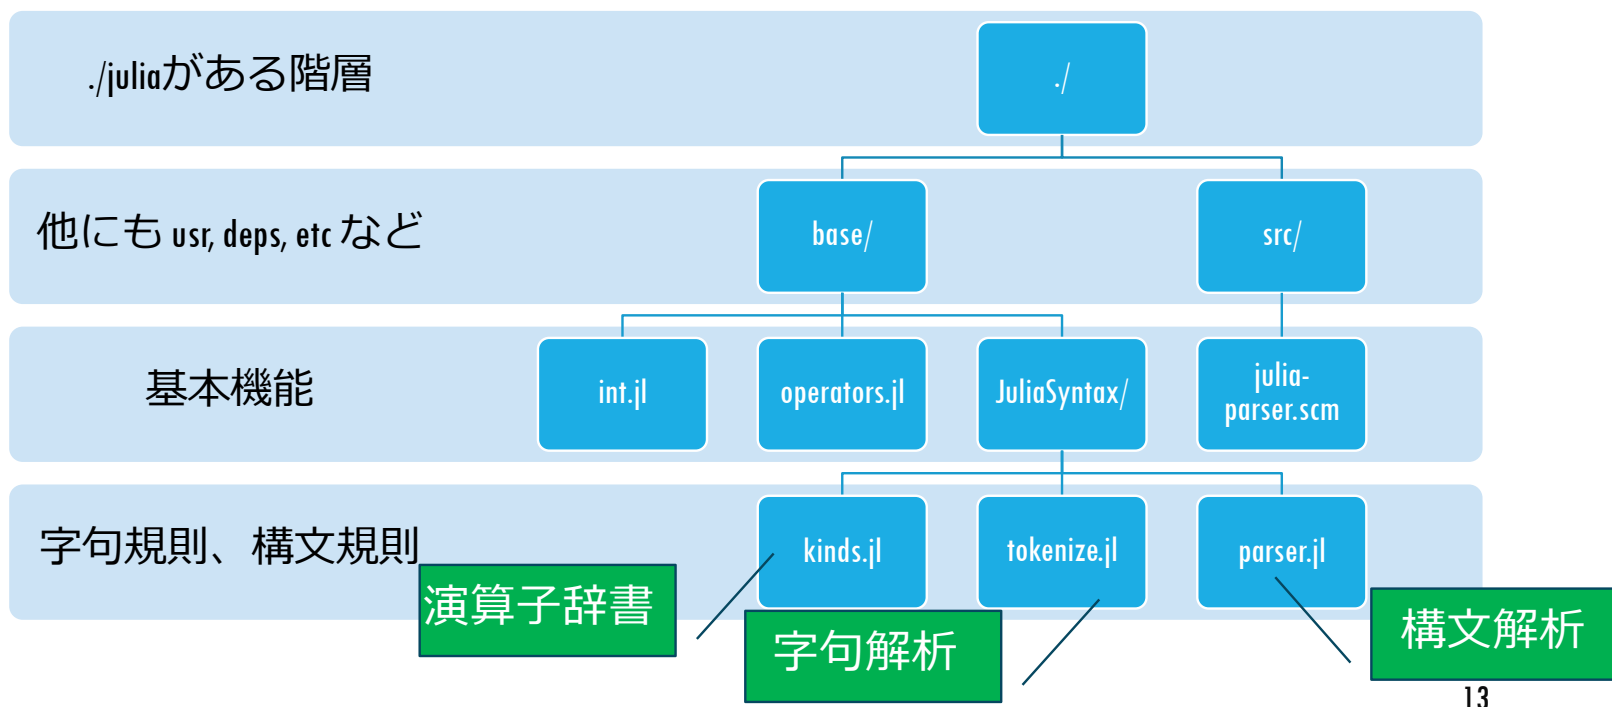 ./juliaがある階層
./
他にも usr, deps, etc など
base/
src/
基本機能
int.jl
operators.jl
JuliaSyntax/
julia-
parser.scm
字句規則、構文規則
kinds.jl
tokenize.jl
parser.jl
演算子辞書
字句解析
構文解析
13